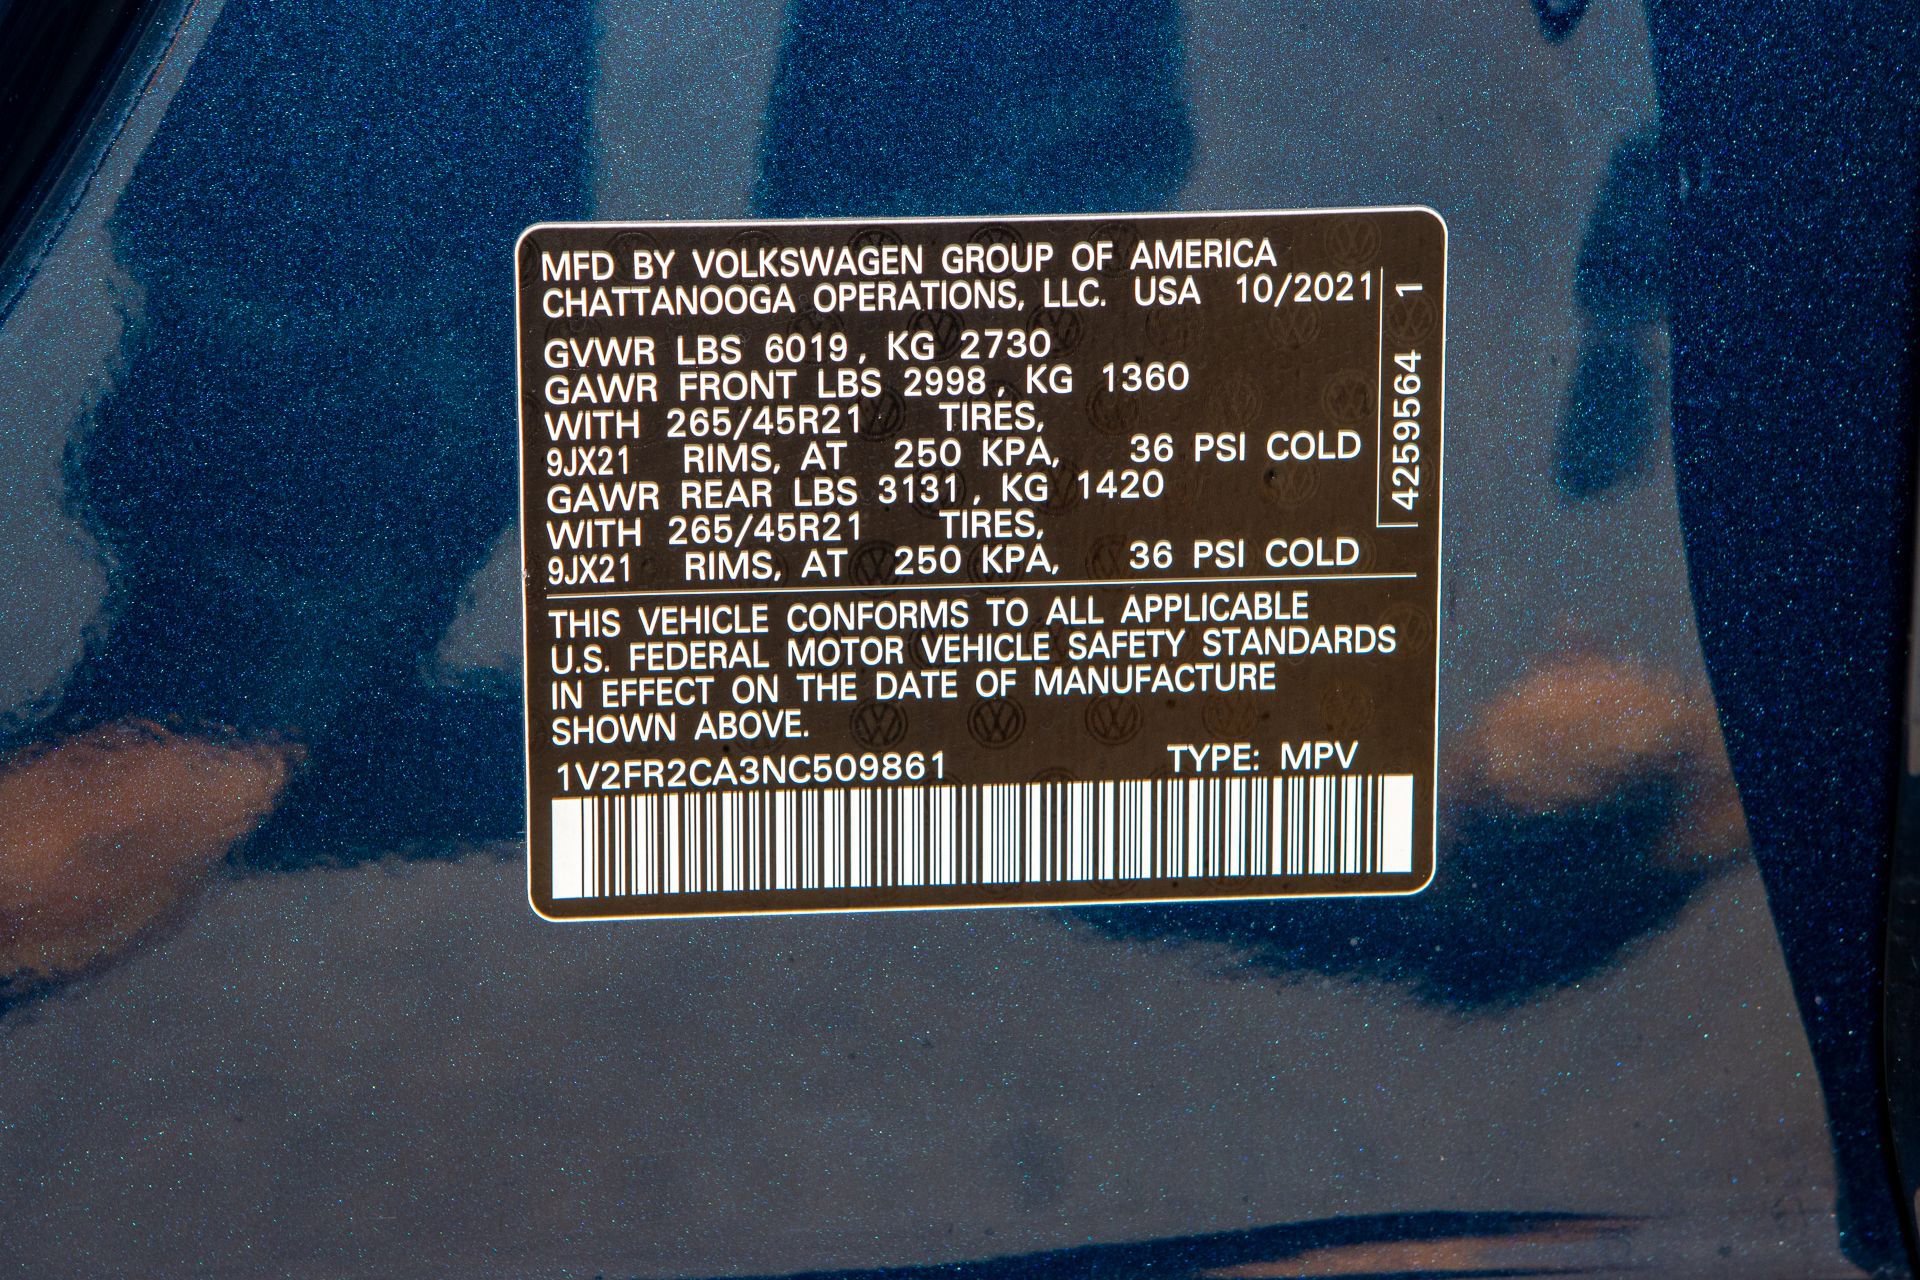 MFD BY VOLKSWAGEN GROUP OF AMERICA
CHATTANOOGA OPERATIONS, LLC. USA 10/2021
GVWR LBS 6019, KG 2730
GAWR FRONT LBS 2998, KG 1360
WITH 265/45R21 TIRES,
9JX21 RIMS, AT 250 KPA, 36 PSI COLD
GAWR REAR LBS 3131, KG 1420
WITH 265/45R21 TIRES,
9JX21 RIMS, AT 250 KPA, 36 PSI COLD
4259564 1
THIS VEHICLE CONFORMS TO ALL APPLICABLE
U.S. FEDERAL MOTOR VEHICLE SAFETY STANDARDS
IN EFFECT ON THE DATE OF MANUFACTURE
SHOWN ABOVE.
1V2FR2CA3NC509861 TYPE: MPV